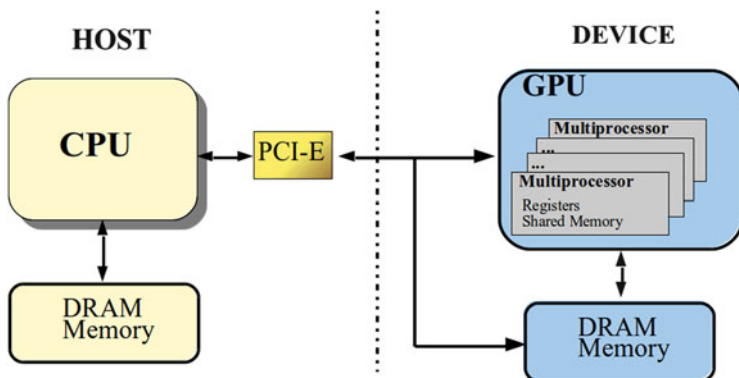 HOST
CPU
PCI-E
DRAM
Memory
DEVICE
GPU
Multiprocessor
...
...
Multiprocessor
Registers
Shared Memory
DRAM
Memory